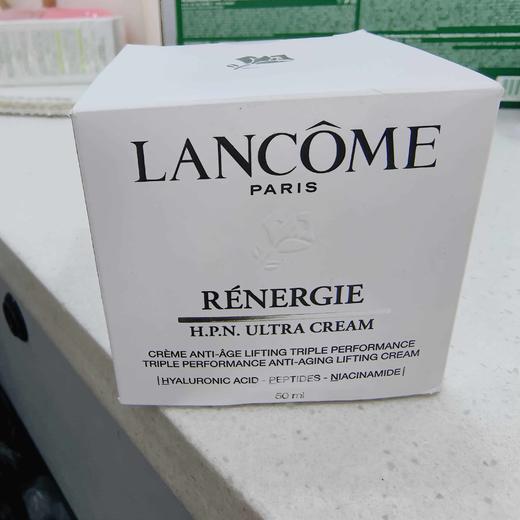 LANCÔME
PARIS
RÉNERGIE
H.P.N. ULTRA CREAM
CRÈME ANTI-ÂGE LIFTING TRIPLE PERFORMANCE
TRIPLE PERFORMANCE ANTI-AGING LIFTING CREAM
| HYALURONIC ACID - PEPTIDES - NIACINAMIDE |
50 ml